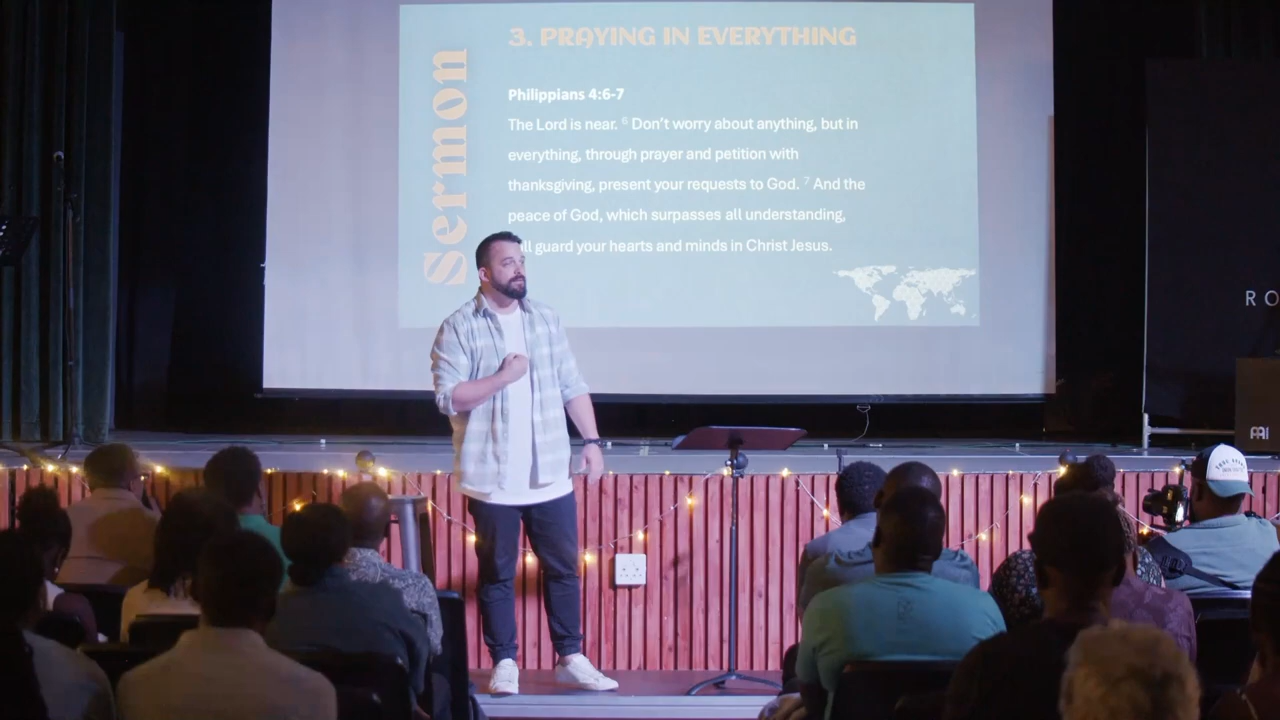 3. PRAYING IN EVERYTHING
Sermon
Philippians 4:6-7
The Lord is near. ⁶ Don't worry about anything, but in
everything, through prayer and petition with
thanksgiving, present your requests to God. ⁷ And the
peace of God, which surpasses all understanding,
guard your hearts and minds in Christ Jesus.
RO